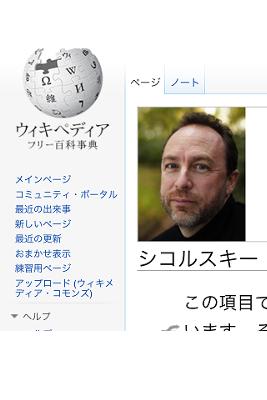 ウィキペディア
フリー百科事典
メインページ
コミュニティ・ポータル
最近の出来事
新しいページ
最近の更新
おまかせ表示
練習用ページ
アップロード (ウィキメ
ディア・コモンズ)
ヘルプ
ページ
ノート
シコルスキー
この項目で
います。